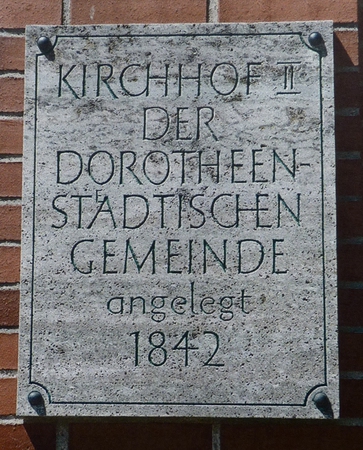 KIRCHHOF II
DER
DOROTHEEN-
STÄDTISCHEN
GEMEINDE
angelegt
1842